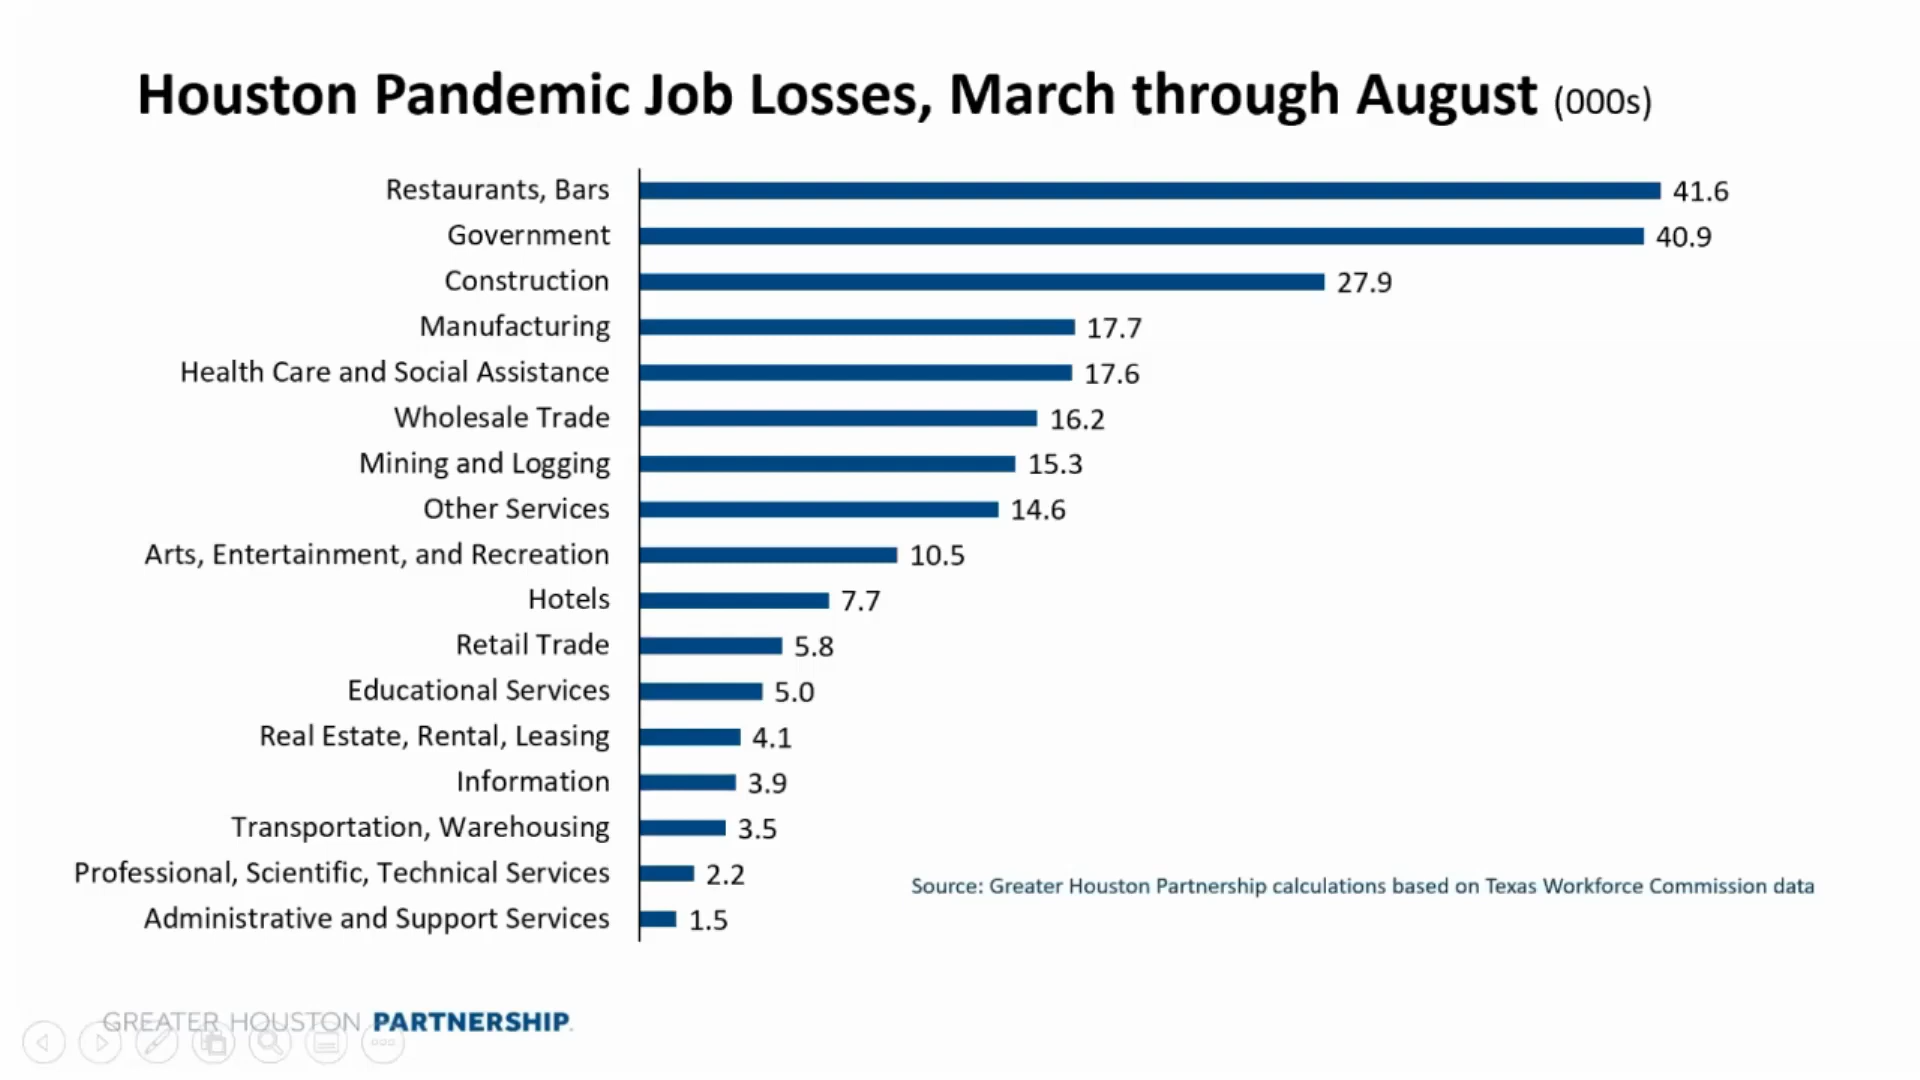 Houston Pandemic Job Losses, March through August (000s)
Restaurants, Bars 41.6
Government 40.9
Construction 27.9
Manufacturing 17.7
Health Care and Social Assistance 17.6
Wholesale Trade 16.2
Mining and Logging 15.3
Other Services 14.6
Arts, Entertainment, and Recreation 10.5
Hotels 7.7
Retail Trade 5.8
Educational Services 5.0
Real Estate, Rental, Leasing 4.1
Information 3.9
Transportation, Warehousing 3.5
Professional, Scientific, Technical Services 2.2
Administrative and Support Services 1.5
Source: Greater Houston Partnership calculations based on Texas Workforce Commission data
GREATER HOUSTON PARTNERSHIP.